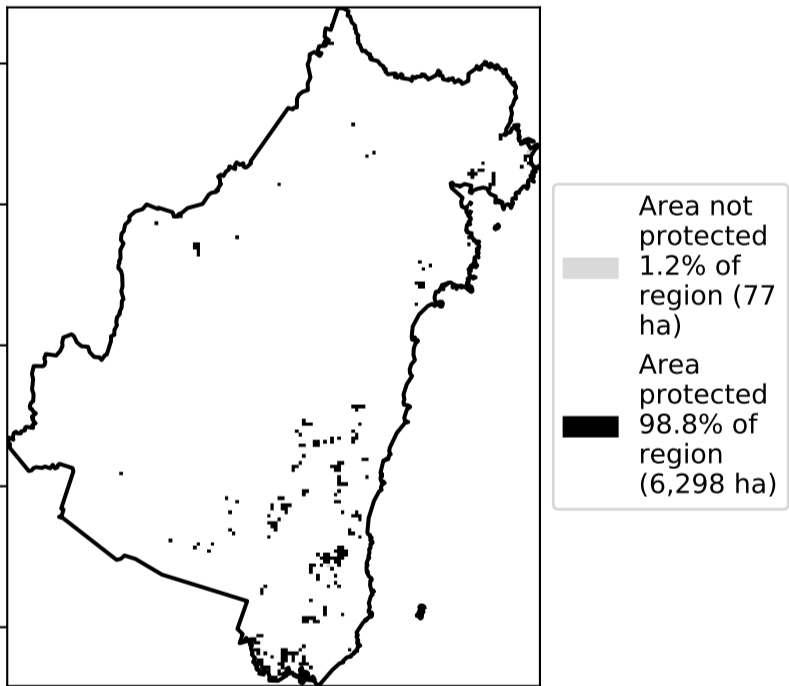 Area not
protected
1.2% of
region (77
ha)
Area
protected
98.8% of
region
(6,298 ha)